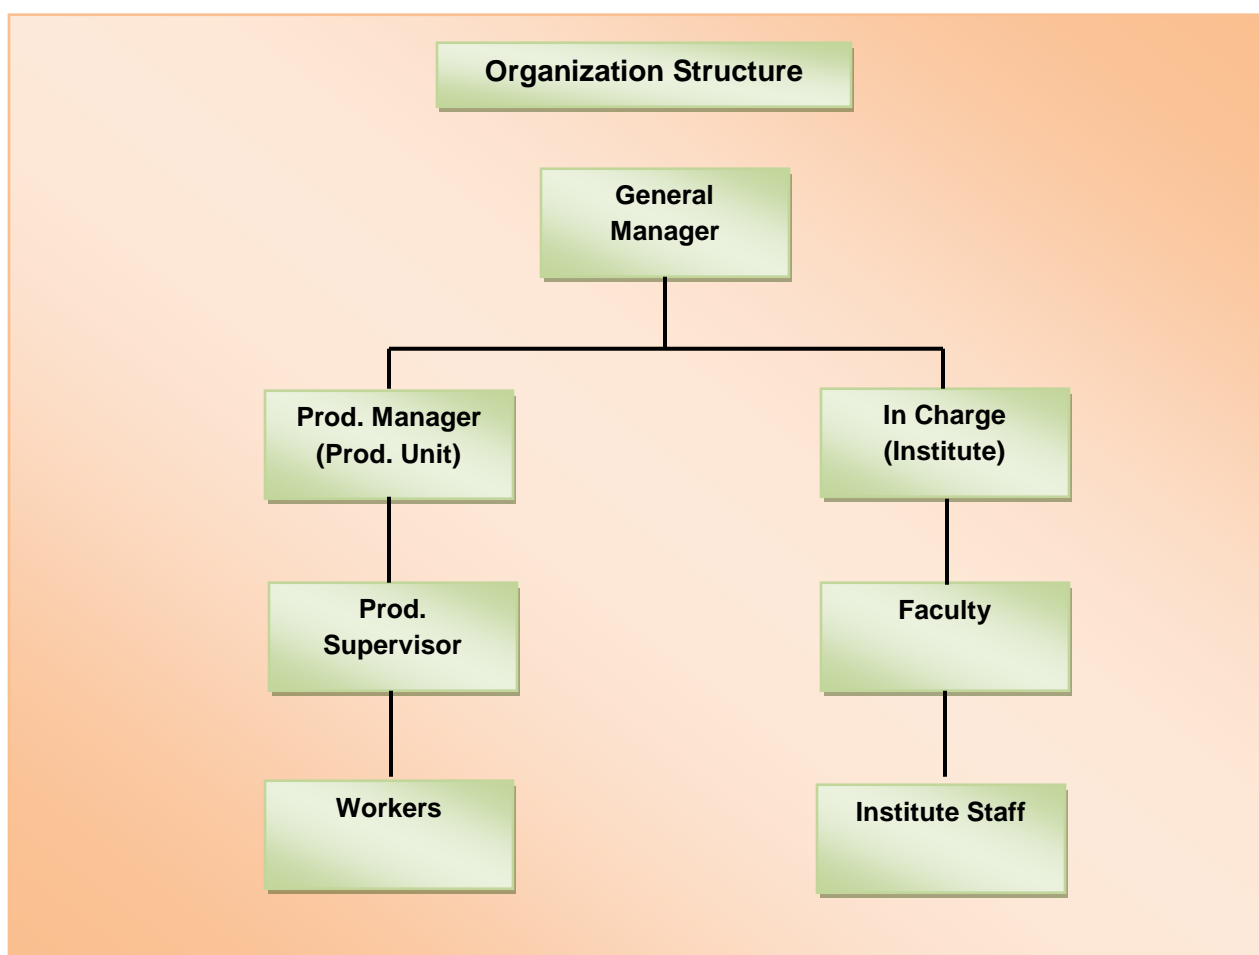 Organization Structure
General
Manager
Prod. Manager
(Prod. Unit)
In Charge
(Institute)
Prod.
Supervisor
Faculty
Workers
Institute Staff